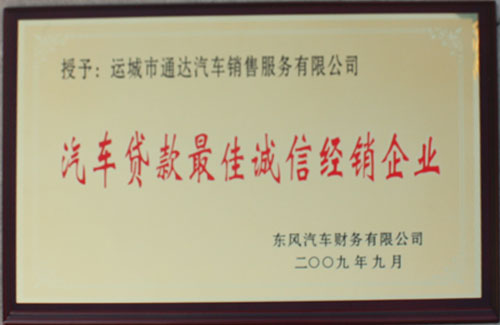 授予：运城市通达汽车销售服务有限公司
汽车贷款最佳诚信经销企业
东风汽车财务有限公司
二〇〇九年九月